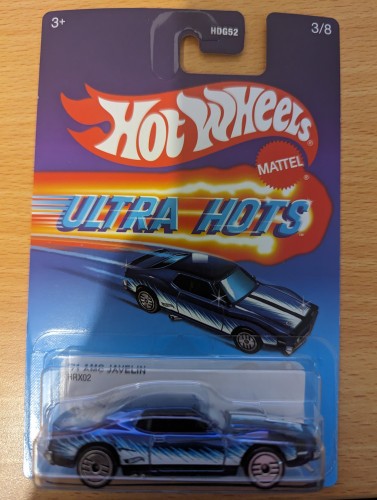 3+
HDG52
3/8
HOT WHEELS
MATTEL
ULTRA HOTS
'71 AMC JAVELIN
HRX02